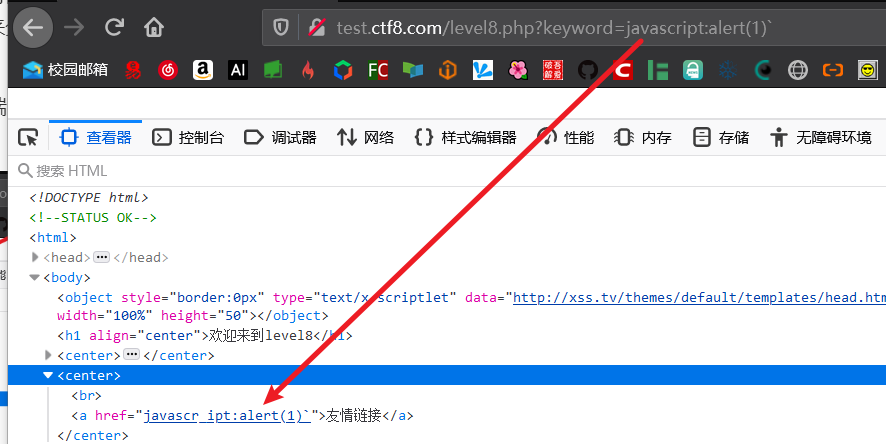 test.ctf8.com/level8.php?keyword=javascript:alert(1)`
校园邮箱
AI
FC
查看器
控制台
调试器
网络
样式编辑器
性能
内存
存储
无障碍环境
搜索 HTML
<!DOCTYPE html>
<!--STATUS OK-->
<html>
<head> ··· </head>
<body>
<object style="border:0px" type="text/x-scriptlet" data="http://xss.tv/themes/default/templates/head.htm
width="100%" height="50"></object>
<h1 align="center">欢迎来到level8</h1>
<center> ··· </center>
<center>
<br>
<a href="javascr_ipt:alert(1)`">友情链接</a>
</center>